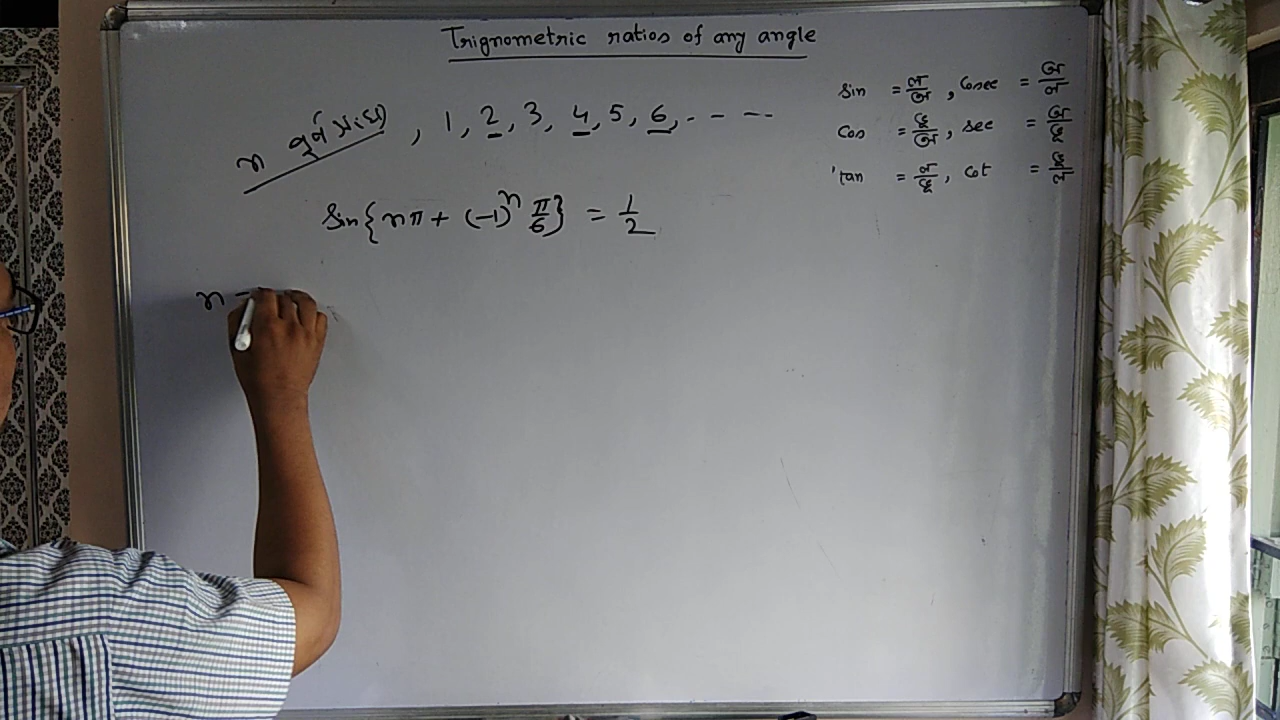 Trignometric ratios of any angle
n পূর্ণসংখ্যা, 1, 2, 3, 4, 5, 6, - - - -
Sin{nπ + (-1)ⁿ π/6} = 1/2
n =
Sin = ল/অ, Cosec = অ/ল
Cos = ভূ/অ, sec = অ/ভূ
tan = ল/ভূ, cot = ভূ/ল